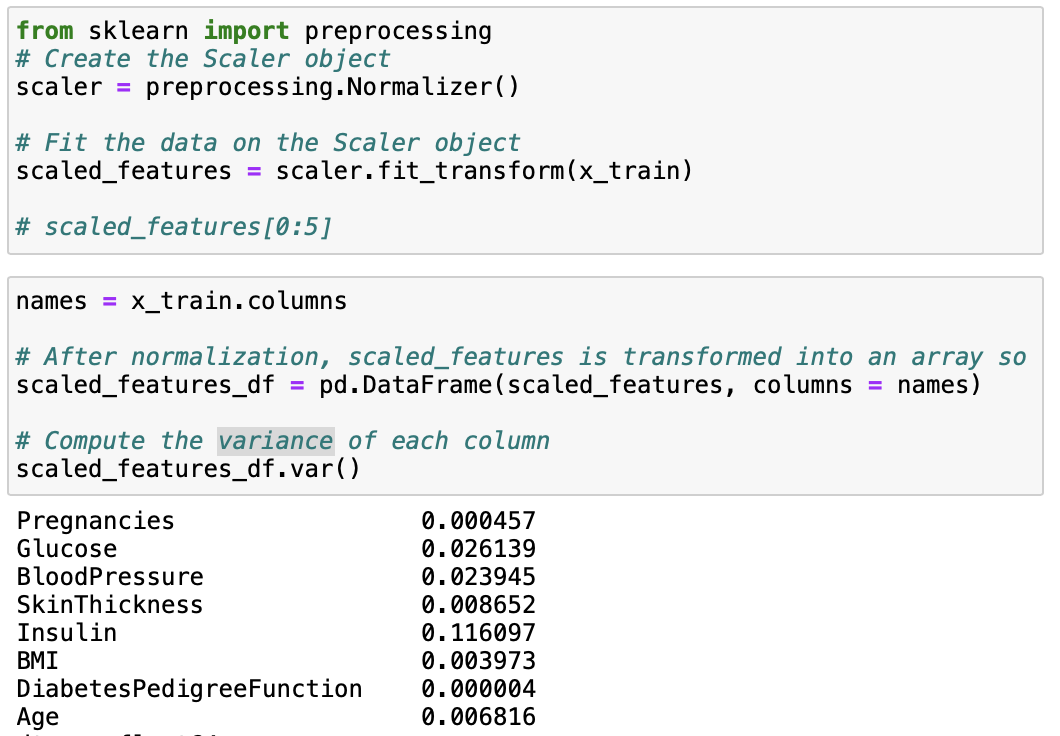 from sklearn import preprocessing
# Create the Scaler object
scaler = preprocessing.Normalizer()
# Fit the data on the Scaler object
scaled_features = scaler.fit_transform(x_train)
# scaled_features[0:5]
names = x_train.columns
# After normalization, scaled_features is transformed into an array so
scaled_features_df = pd.DataFrame(scaled_features, columns = names)
# Compute the variance of each column
scaled_features_df.var()
Pregnancies 0.000457
Glucose 0.026139
BloodPressure 0.023945
SkinThickness 0.008652
Insulin 0.116097
BMI 0.003973
DiabetesPedigreeFunction 0.000004
Age 0.006816